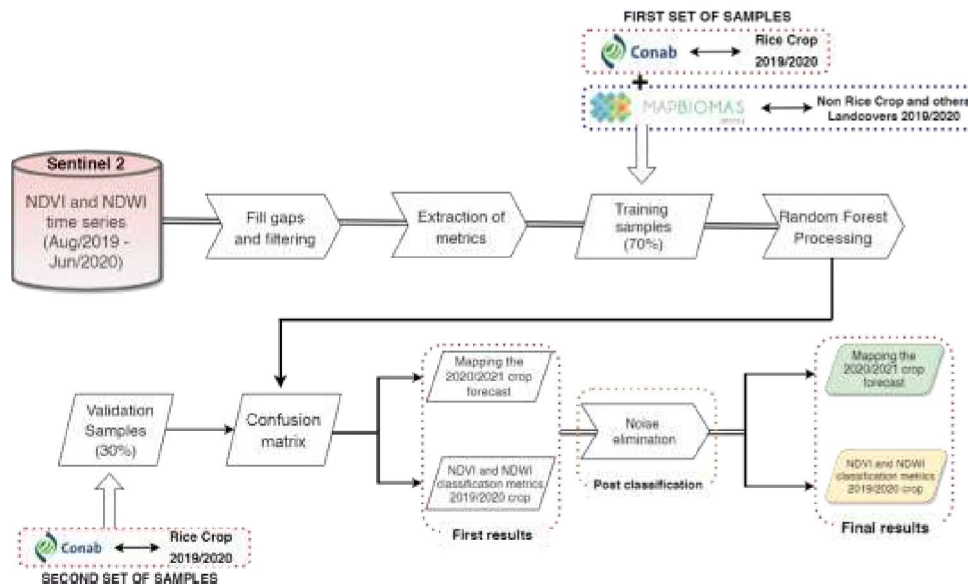 FIRST SET OF SAMPLES
Conab
Rice Crop
2019/2020
+
MAPBIOMAS
Non Rice Crop and others
Landcovers 2019/2020
Sentinel 2
NDVI and NDWI
time series
(Aug/2019 -
Jun/2020)
Fill gaps
and filtering
Extraction of
metrics
Training
samples
(70%)
Random Forest
Processing
Mapping the
2020/2021 crop
forecast
Mapping the
2020/2021 crop
forecast
Validation
Samples
(30%)
Confusion
matrix
Noise
elimination
NDVI and NDWI
classification metrics
2019/2020 crop
Post classification
NDVI and NDWI
classification metrics
2019/2020 crop
First results
Final results
Conab
Rice Crop
2019/2020
SECOND SET OF SAMPLES